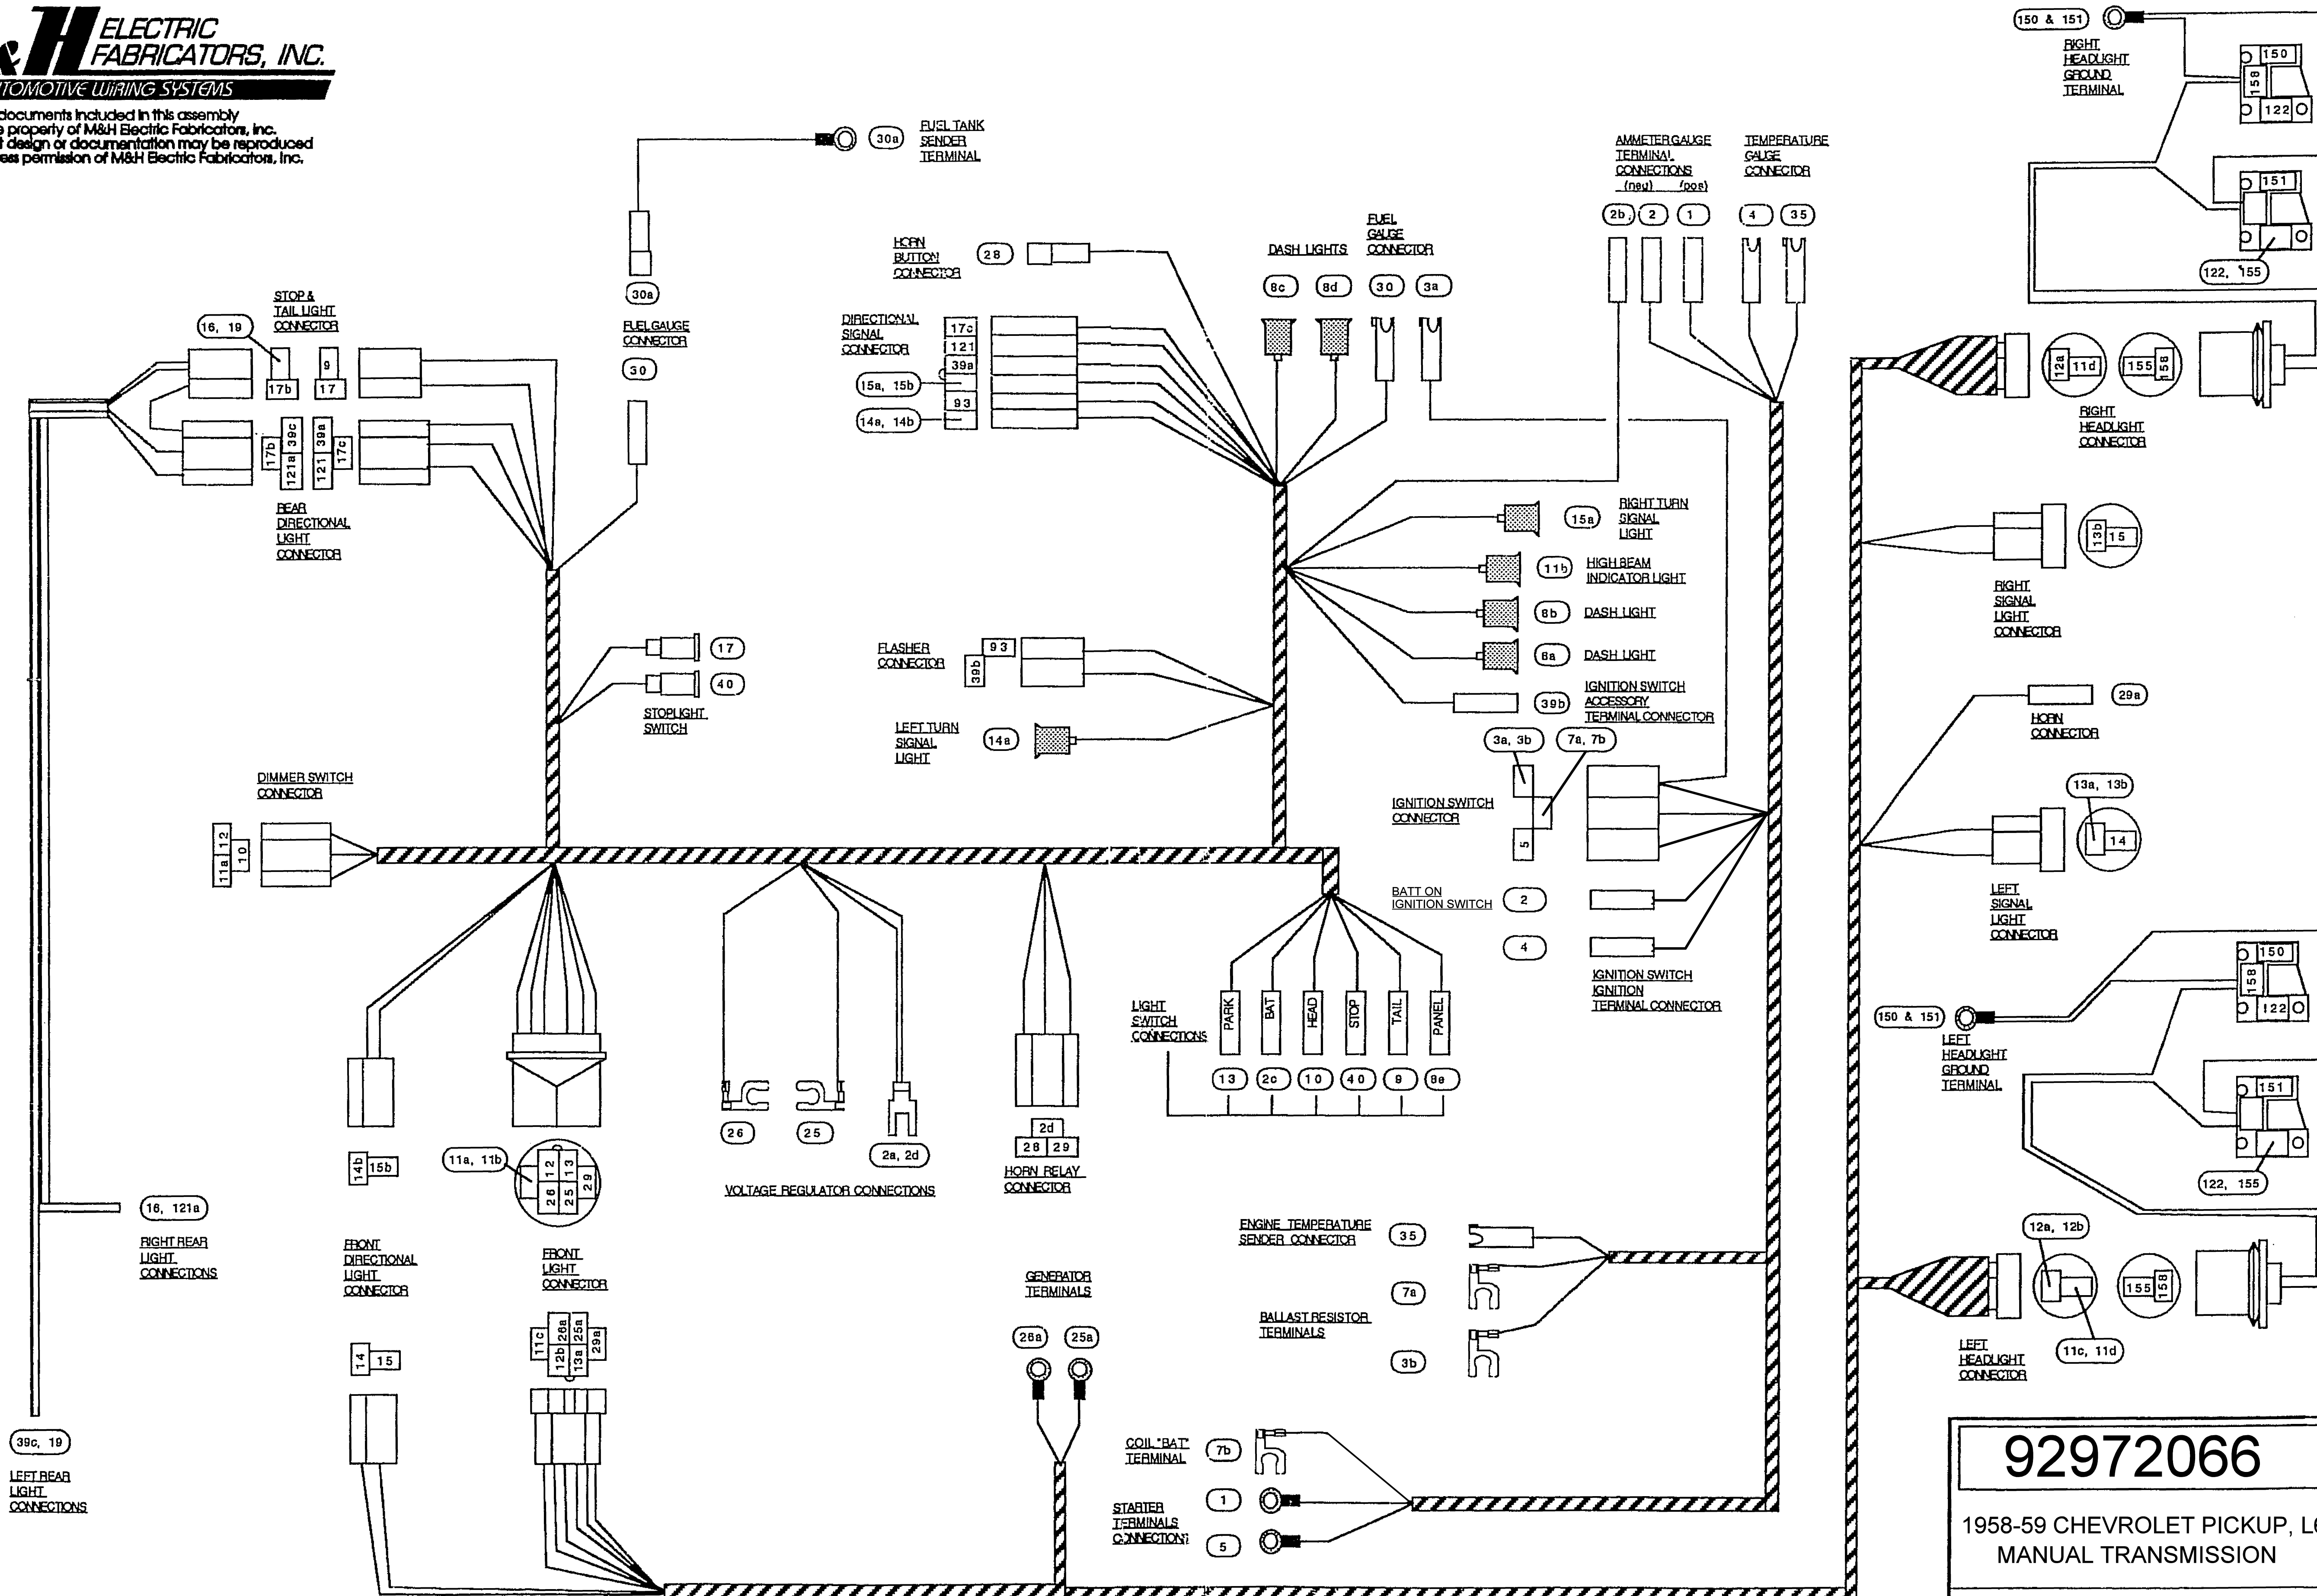 & H ELECTRIC
FABRICATORS, INC.
TOMOTIVE WIRING SYSTEMS
documents included in this assembly
property of M&H Electric Fabricators, Inc.
design or documentation may be reproduced
permission of M&H Electric Fabricators, Inc.
30a
FUEL TANK
SENDER
TERMINAL
30a
FUEL GAUGE
CONNECTOR
30
STOP &
TAIL LIGHT
CONNECTOR
16, 19
17b
9
17
17b
39c
121a
39a
121
17c
REAR
DIRECTIONAL
LIGHT
CONNECTOR
17
40
STOPLIGHT
SWITCH
DIMMER SWITCH
CONNECTOR
12
11a
10
16, 121a
RIGHT REAR
LIGHT
CONNECTIONS
39c, 19
LEFT REAR
LIGHT
CONNECTIONS
14b
15b
FRONT
DIRECTIONAL
LIGHT
CONNECTOR
14
15
11a, 11b
12
13
26
25
29
FRONT
LIGHT
CONNECTOR
11c
26a
25a
12b
13a
29a
HORN
BUTTON
CONNECTOR
28
DIRECTIONAL
SIGNAL
CONNECTOR
17c
121
39a
15a, 15b
93
14a, 14b
DASH LIGHTS
8c
8d
FUEL
GAUGE
CONNECTOR
30
3a
AMMETER GAUGE
TERMINAL
CONNECTIONS
(neg) (pos)
2b
2
1
TEMPERATURE
GAUGE
CONNECTOR
4
35
15a
RIGHT TURN
SIGNAL
LIGHT
11b
HIGH BEAM
INDICATOR LIGHT
8b
DASH LIGHT
8a
DASH LIGHT
39b
IGNITION SWITCH
ACCESSORY
TERMINAL CONNECTOR
FLASHER
CONNECTOR
93
39b
LEFT TURN
SIGNAL
LIGHT
14a
3a, 3b
7a, 7b
5
IGNITION SWITCH
CONNECTOR
BATT ON
IGNITION SWITCH
2
4
IGNITION SWITCH
IGNITION
TERMINAL CONNECTOR
26
25
2a, 2d
VOLTAGE REGULATOR CONNECTIONS
2d
28
29
HORN RELAY
CONNECTOR
LIGHT
SWITCH
CONNECTIONS
PARK
BAT
HEAD
STOP
TAIL
PANEL
13
2c
10
40
9
8e
ENGINE TEMPERATURE
SENDER CONNECTOR
35
7a
BALLAST RESISTOR
TERMINALS
3b
GENERATOR
TERMINALS
26a
25a
COIL "BAT"
TERMINAL
7b
STARTER
TERMINALS
CONNECTIONS
1
5
150 & 151
RIGHT
HEADLIGHT
GROUND
TERMINAL
150
158
122
151
122, 155
12a
11d
155
158
RIGHT
HEADLIGHT
CONNECTOR
13b
15
RIGHT
SIGNAL
LIGHT
CONNECTOR
29a
HORN
CONNECTOR
13a, 13b
14
LEFT
SIGNAL
LIGHT
CONNECTOR
150 & 151
LEFT
HEADLIGHT
GROUND
TERMINAL
150
158
122
151
122, 155
12a, 12b
155
158
11c, 11d
LEFT
HEADLIGHT
CONNECTOR
92972066
1958-59 CHEVROLET PICKUP, L6
MANUAL TRANSMISSION